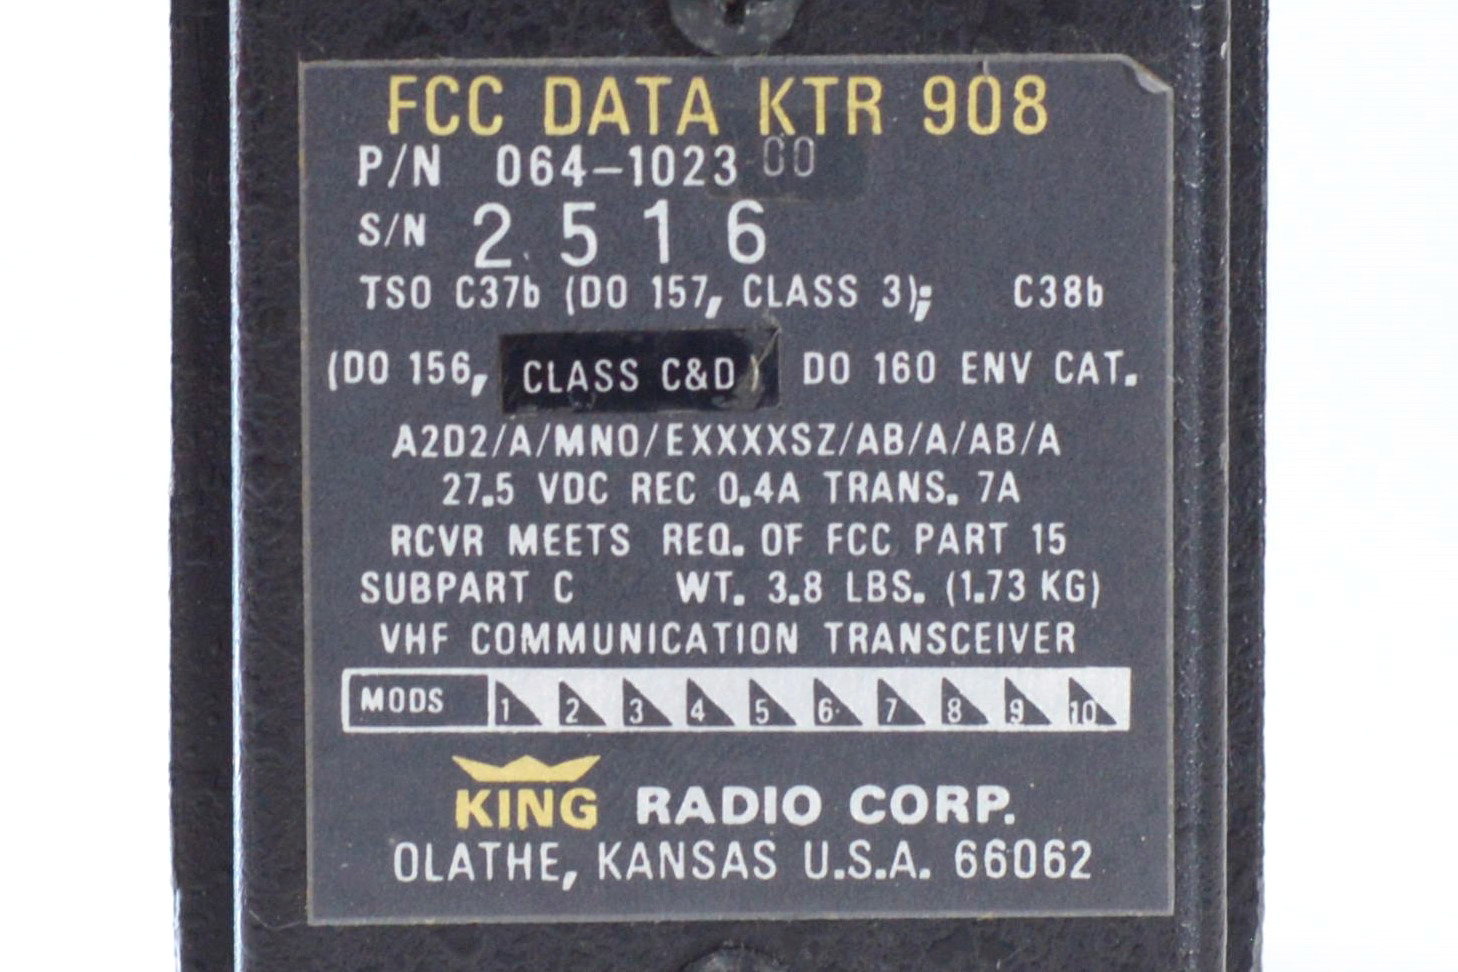 FCC DATA KTR 908
P/N 064-1023 00
S/N 2516
TSO C37b (DO 157, CLASS 3); C38b
(DO 156, CLASS C&D) DO 160 ENV CAT.
A2D2/A/MNO/EXXXXSZ/AB/A/AB/A
27.5 VDC REC 0.4A TRANS. 7A
RCVR MEETS REQ. OF FCC PART 15
SUBPART C WT. 3.8 LBS. (1.73 KG)
VHF COMMUNICATION TRANSCEIVER
MODS 1 2 3 4 5 6 7 8 9 10
KING RADIO CORP.
OLATHE, KANSAS U.S.A. 66062